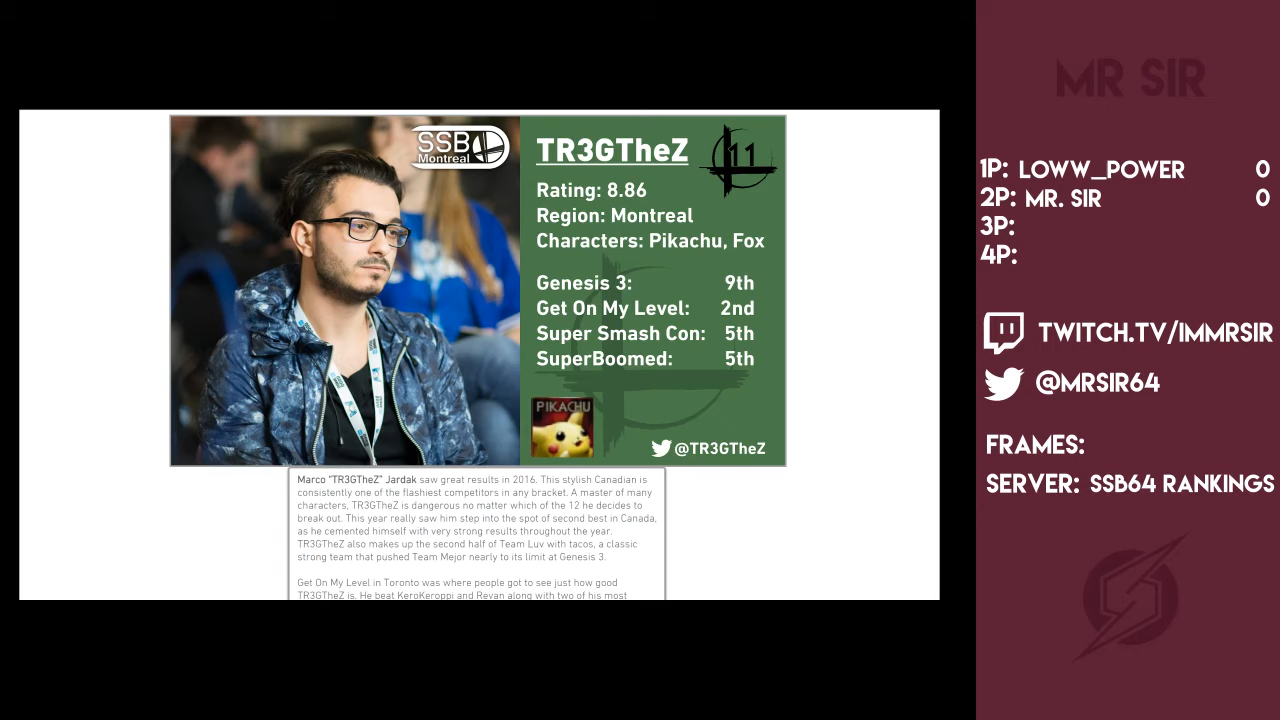 SSB
Montreal
TR3GTheZ
11
Rating: 8.86
Region: Montreal
Characters: Pikachu, Fox
Genesis 3: 9th
Get On My Level: 2nd
Super Smash Con: 5th
SuperBoomed: 5th
PIKACHU
@TR3GTheZ
Marco “TR3GTheZ” Jardak saw great results in 2016. This stylish Canadian is
consistently one of the flashiest competitors in any bracket. A master of many
characters, TR3GTheZ is dangerous no matter which of the 12 he decides to
break out. This year really saw him step into the spot of second best in Canada,
as he cemented himself with very strong results throughout the year.
TR3GTheZ also makes up the second half of Team Luv with tacos, a classic
strong team that pushed Team Mejor nearly to its limit at Genesis 3.
Get On My Level in Toronto was where people got to see just how good
TR3GTheZ is. He beat KeroKeroppi and Revan along with two of his most
MR SIR
1P: LOWW_POWER 0
2P: MR. SIR 0
3P:
4P:
TWITCH.TV/IMMRSIR
@MRSIR64
FRAMES:
SERVER: SSB64 RANKINGS